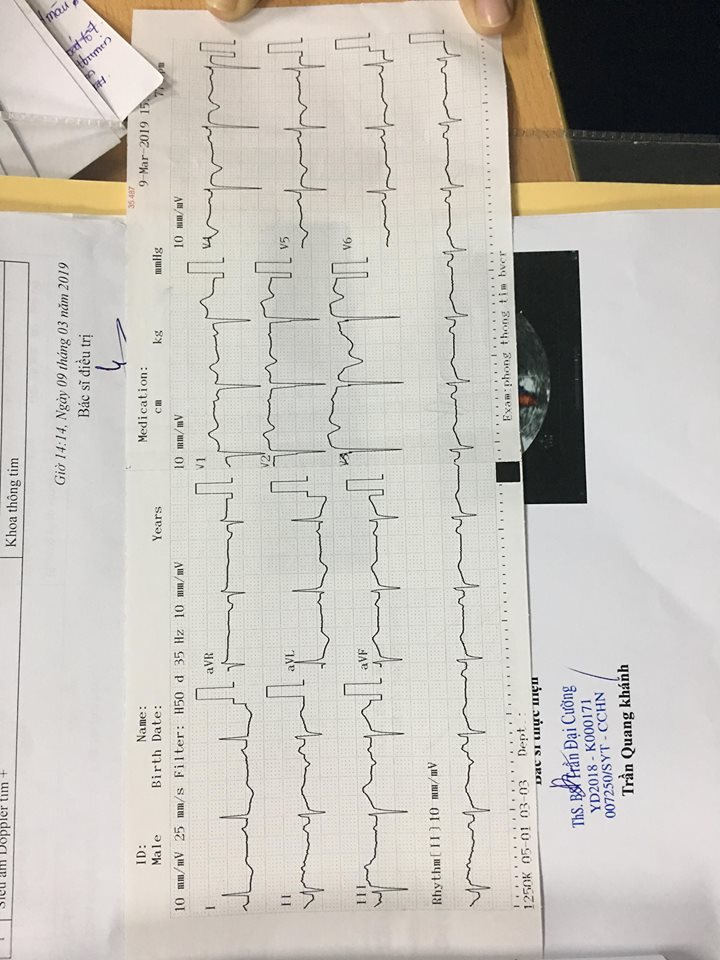 ID:
Name:
Male
Birth Date:
Years
Medication:
cm
kg
mmHg
9-Mar-2019
35 487
10 mm/mV 25 mm/s Filter: H50 d 35 Hz 10 mm/mV
10 mm/mV
10 mm/mV
I
aVR
V1
V4
II
aVL
V2
V5
III
aVF
V3
V6
Rhythm[II]10 mm/mV
1250K 05-01 03-03 Dept.:
Exam:phong thong tim bvcr
Siêu âm Doppler tim +
Khoa thông tim
Giờ 14:14, Ngày 09 tháng 03 năm 2019
Bác sĩ điều trị
Bác sĩ thực hiện
ThS. BS. Trần Đại Cường
YD2018 - K000171
007250/SYT - CCHN
Trần Quang khánh